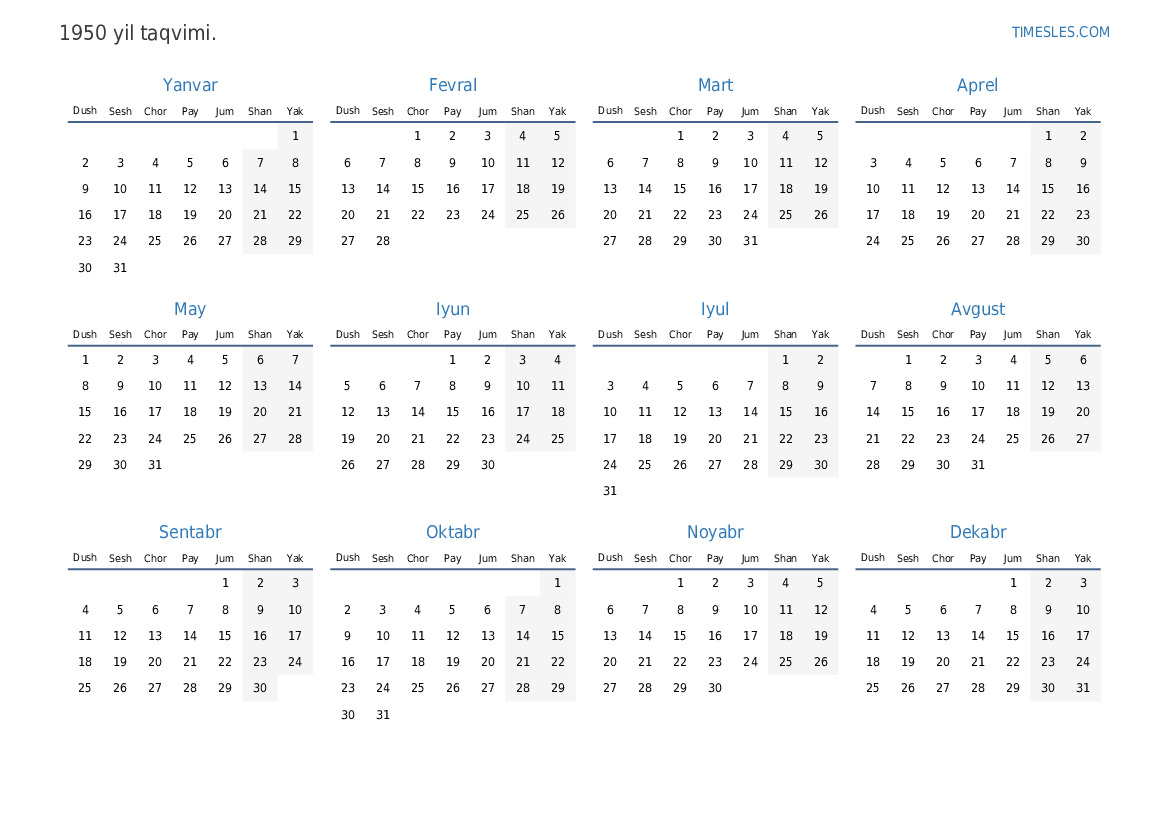 1950 yil taqvimi.
TIMESLES.COM
Yanvar
Dush Sesh Chor Pay Jum Shan Yak
1
2 3 4 5 6 7 8
9 10 11 12 13 14 15
16 17 18 19 20 21 22
23 24 25 26 27 28 29
30 31
Fevral
Dush Sesh Chor Pay Jum Shan Yak
1 2 3 4 5
6 7 8 9 10 11 12
13 14 15 16 17 18 19
20 21 22 23 24 25 26
27 28
Mart
Dush Sesh Chor Pay Jum Shan Yak
1 2 3 4 5
6 7 8 9 10 11 12
13 14 15 16 17 18 19
20 21 22 23 24 25 26
27 28 29 30 31
Aprel
Dush Sesh Chor Pay Jum Shan Yak
1 2
3 4 5 6 7 8 9
10 11 12 13 14 15 16
17 18 19 20 21 22 23
24 25 26 27 28 29 30
May
Dush Sesh Chor Pay Jum Shan Yak
1 2 3 4 5 6 7
8 9 10 11 12 13 14
15 16 17 18 19 20 21
22 23 24 25 26 27 28
29 30 31
Iyun
Dush Sesh Chor Pay Jum Shan Yak
1 2 3 4
5 6 7 8 9 10 11
12 13 14 15 16 17 18
19 20 21 22 23 24 25
26 27 28 29 30
Iyul
Dush Sesh Chor Pay Jum Shan Yak
1 2
3 4 5 6 7 8 9
10 11 12 13 14 15 16
17 18 19 20 21 22 23
24 25 26 27 28 29 30
31
Avgust
Dush Sesh Chor Pay Jum Shan Yak
1 2 3 4 5 6
7 8 9 10 11 12 13
14 15 16 17 18 19 20
21 22 23 24 25 26 27
28 29 30 31
Sentabr
Dush Sesh Chor Pay Jum Shan Yak
1 2 3
4 5 6 7 8 9 10
11 12 13 14 15 16 17
18 19 20 21 22 23 24
25 26 27 28 29 30
Oktabr
Dush Sesh Chor Pay Jum Shan Yak
1
2 3 4 5 6 7 8
9 10 11 12 13 14 15
16 17 18 19 20 21 22
23 24 25 26 27 28 29
30 31
Noyabr
Dush Sesh Chor Pay Jum Shan Yak
1 2 3 4 5
6 7 8 9 10 11 12
13 14 15 16 17 18 19
20 21 22 23 24 25 26
27 28 29 30
Dekabr
Dush Sesh Chor Pay Jum Shan Yak
1 2 3
4 5 6 7 8 9 10
11 12 13 14 15 16 17
18 19 20 21 22 23 24
25 26 27 28 29 30 31